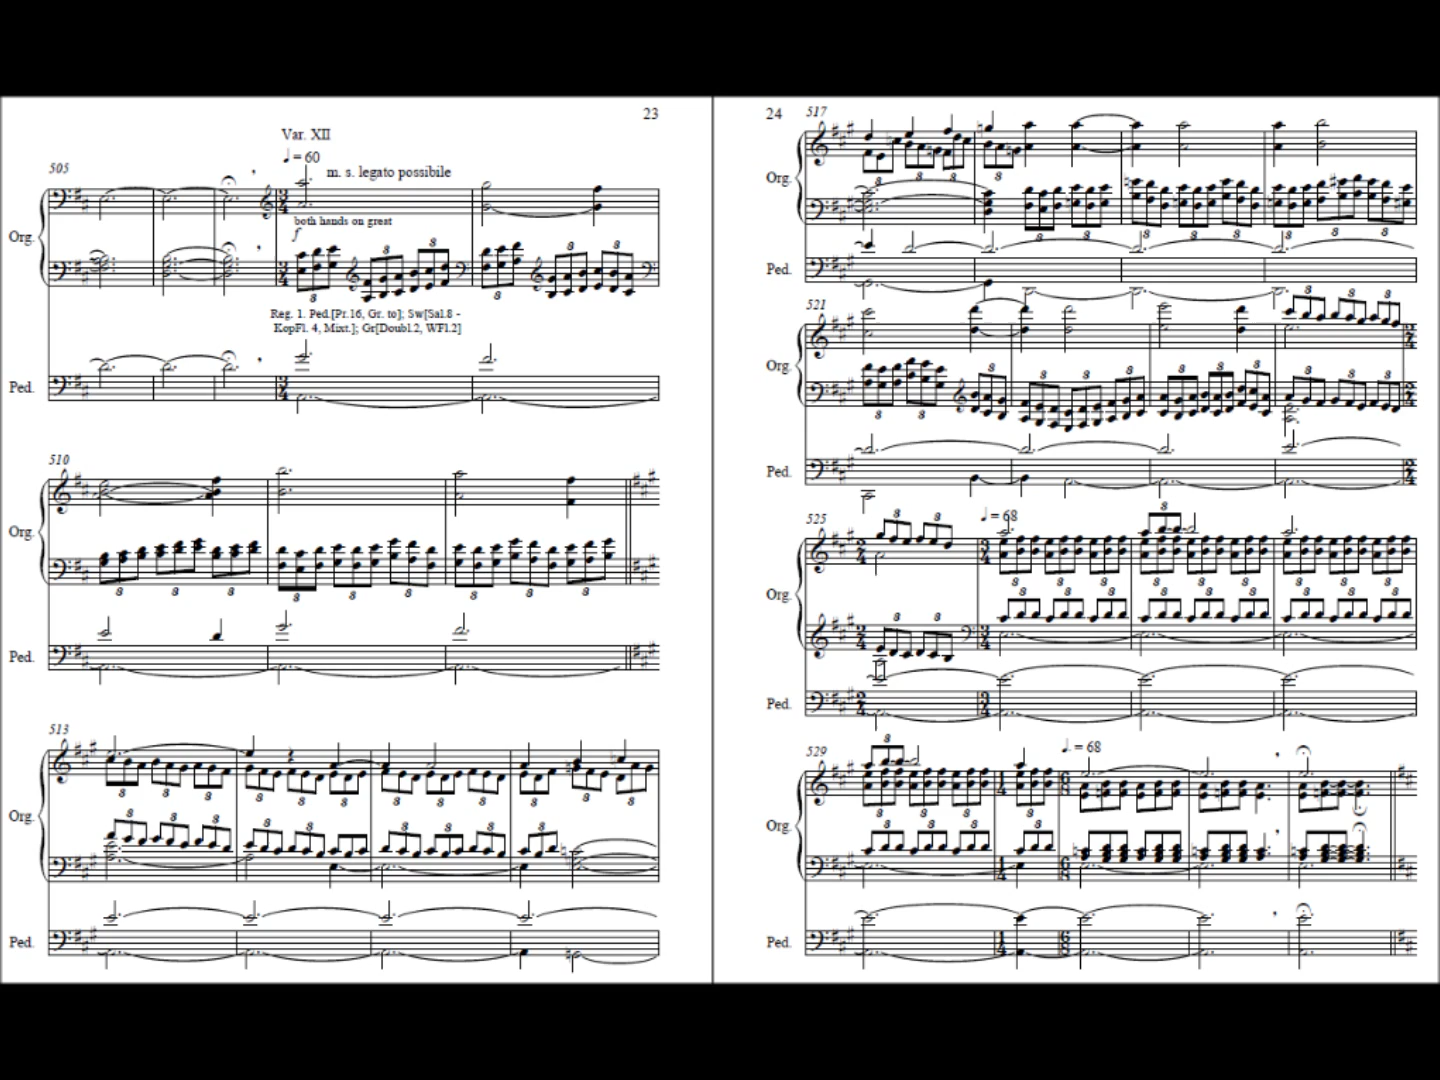 23
Var. XII
♩ = 60
505
m. s. legato possibile
both hands on great
f
Org.
Reg. 1. Ped.[Pr.16, Gr. to]; Sw[Sal.8 -
KopFl. 4, Mixt.]; Gr[Doubl.2, WFl.2]
Ped.
510
Org.
Ped.
513
Org.
Ped.
24
517
Org.
Ped.
521
Org.
Ped.
525
♩ = 68
Org.
Ped.
529
♩. = 68
Org.
Ped.